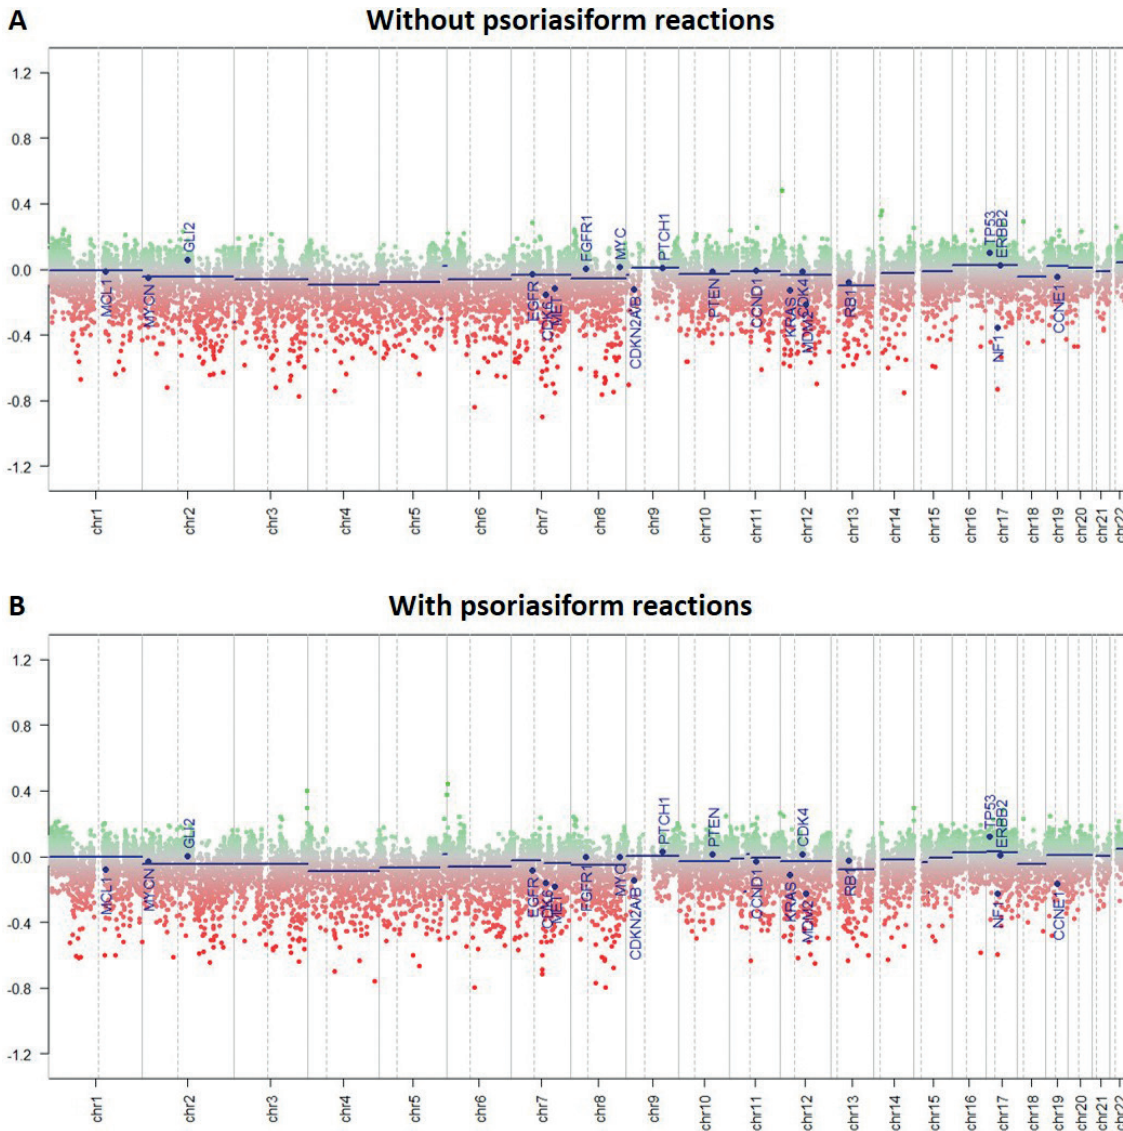 A
Without psoriasiform reactions
1.2
0.8
0.4
0.0
-0.4
-0.8
-1.2
MCL1
MYCN
GLI2
EGFR
CDK6
MET
FGFR1
MYC
CDKN2A/B
PTCH1
PTEN
CCND1
KRAS
MDM2
CDK4
RB1
TP53
ERBB2
NF1
CCNE1
chr1
chr2
chr3
chr4
chr5
chr6
chr7
chr8
chr9
chr10
chr11
chr12
chr13
chr14
chr15
chr16
chr17
chr18
chr19
chr20
chr21
chr22
B
With psoriasiform reactions
1.2
0.8
0.4
0.0
-0.4
-0.8
-1.2
MCL1
MYCN
GLI2
EGFR
CDK6
MET
FGFR1
MYC
CDKN2A/B
PTCH1
PTEN
CCND1
KRAS
MDM2
CDK4
RB1
TP53
ERBB2
NF1
CCNE1
chr1
chr2
chr3
chr4
chr5
chr6
chr7
chr8
chr9
chr10
chr11
chr12
chr13
chr14
chr15
chr16
chr17
chr18
chr19
chr20
chr21
chr22